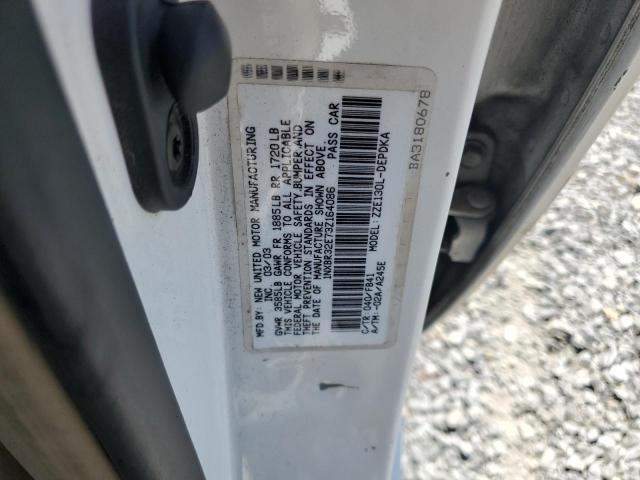 MFD.BY: NEW UNITED MOTOR MANUFACTURING
INC. 03/03
GVWR 3585LB GAWR FR 1885LB RR 1720LB
THIS VEHICLE CONFORMS TO ALL APPLICABLE
FEDERAL MOTOR VEHICLE SAFETY, BUMPER, AND
THEFT PREVENTION STANDARDS IN EFFECT ON
THE DATE OF MANUFACTURE SHOWN ABOVE.
1NXBR32E73Z164086 PASS CAR
C/TR: 040/FB41 MODEL: ZZE130L-DEPDKA
A/TM: -02A/A245E
BA3180678